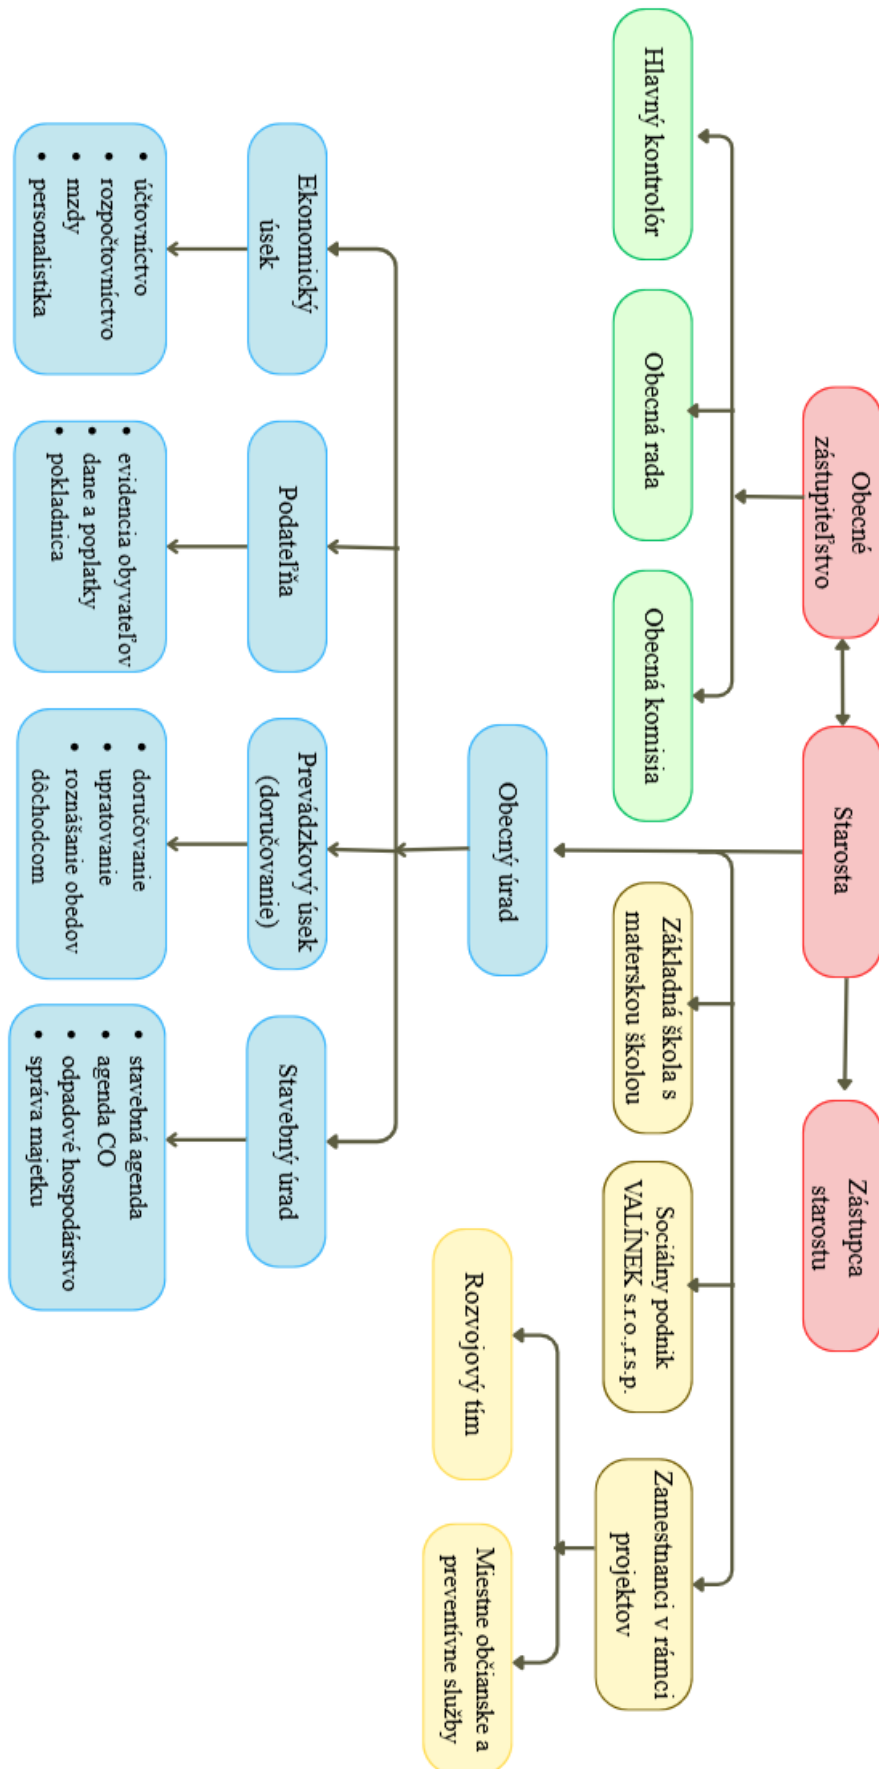 Obecné
zástupiteľstvo
Starosta
Zástupca
starostu
Hlavný kontrolór
Obecná rada
Obecná komisia
Základná škola s
materskou školou
Sociálny podnik
VALÍNEK s.r.o.,r.s.p.
Zamestnanci v rámci
projektov
Obecný úrad
Rozvojový tím
Miestne občianske a
preventívne služby
Ekonomický
úsek
Podateľňa
Prevádzkový úsek
(doručovanie)
Stavebný úrad
• účtovníctvo
• rozpočtovníctvo
• mzdy
• personalistika
• evidencia obyvateľov
• dane a poplatky
• pokladnica
• doručovanie
• upratovanie
• roznášanie obedov
dôchodcom
• stavebná agenda
• agenda CO
• odpadové hospodárstvo
• správa majetku